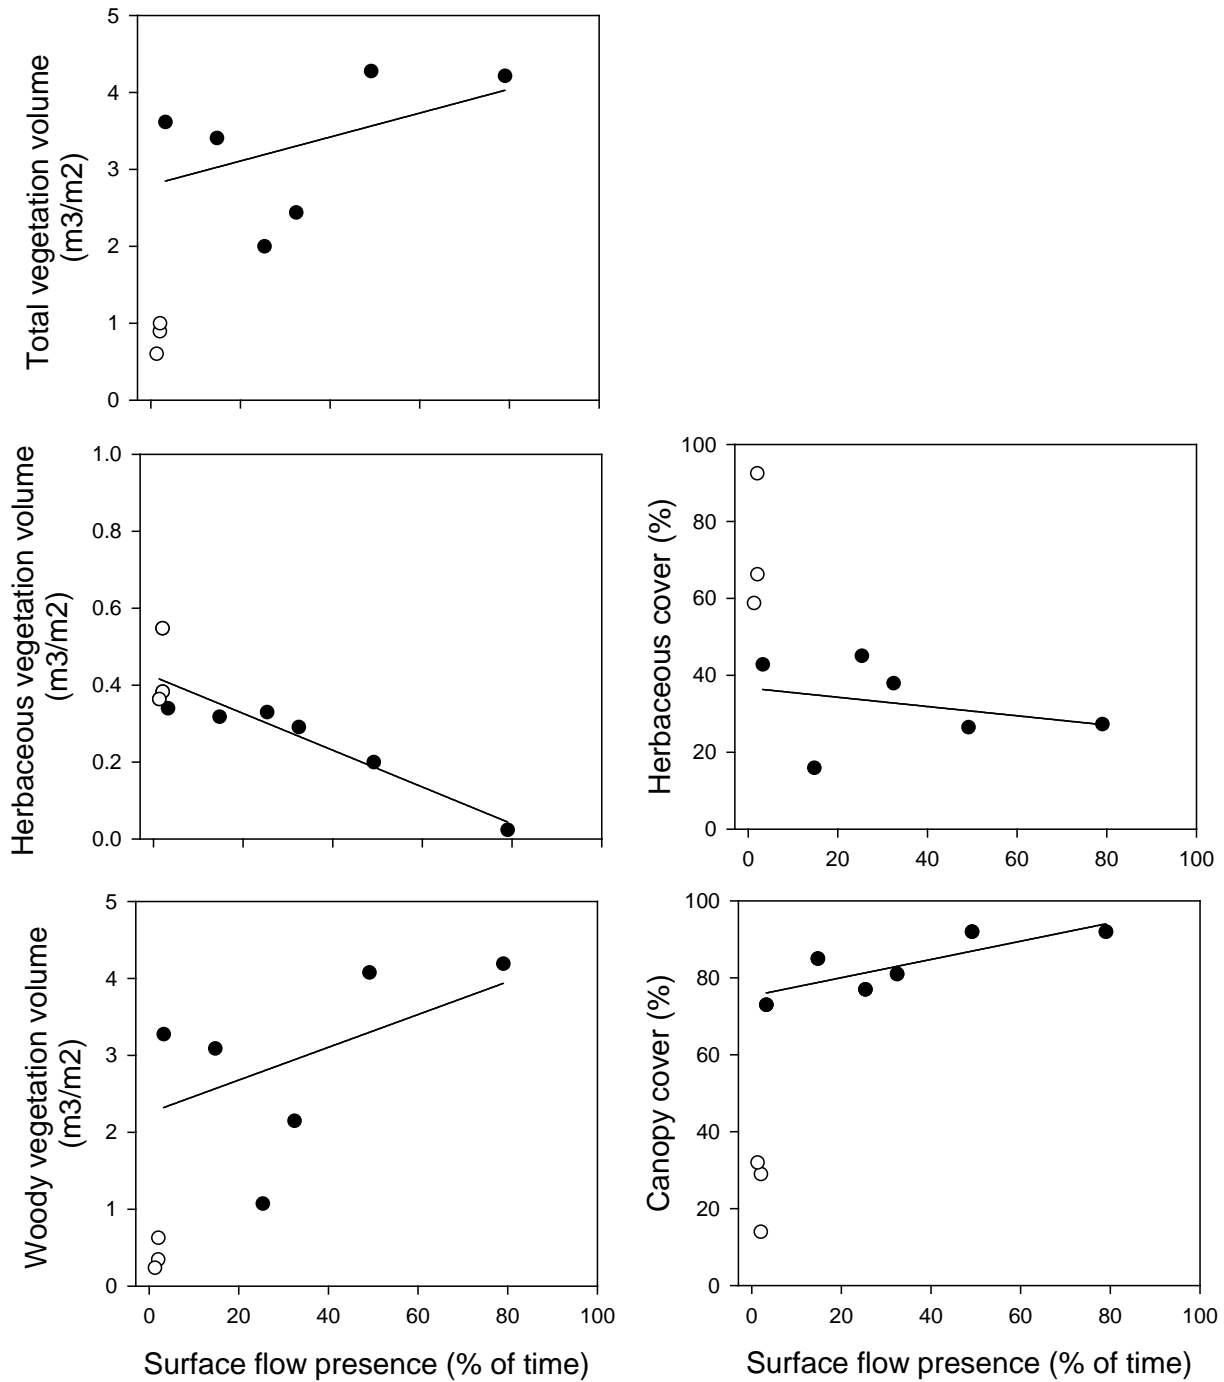 Total vegetation volume
(m3/m2)
5
4
3
2
1
0
Herbaceous vegetation volume
(m3/m2)
1.0
0.8
0.6
0.4
0.2
0.0
Herbaceous cover (%)
100
80
60
40
20
0
0 20 40 60 80 100
Woody vegetation volume
(m3/m2)
5
4
3
2
1
0
0 20 40 60 80 100
Surface flow presence (% of time)
Canopy cover (%)
100
80
60
40
20
0
0 20 40 60 80 100
Surface flow presence (% of time)